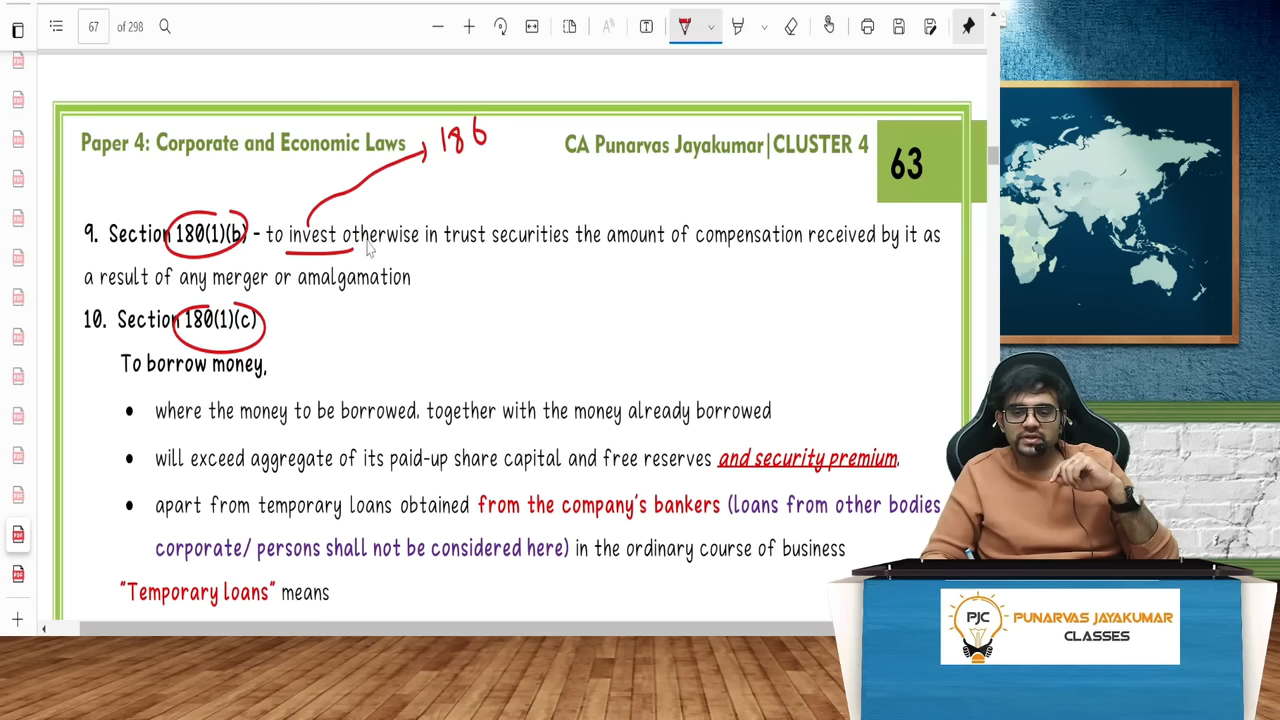 67 of 298
186
Paper 4: Corporate and Economic Laws CA Punarvas Jayakumar|CLUSTER 4 63
9. Section 180(1)(b) - to invest otherwise in trust securities the amount of compensation received by it as
a result of any merger or amalgamation
10. Section 180(1)(c)
To borrow money,
• where the money to be borrowed, together with the money already borrowed
• will exceed aggregate of its paid-up share capital and free reserves and security premium,
• apart from temporary loans obtained from the company's bankers (loans from other bodies
corporate/ persons shall not be considered here) in the ordinary course of business
"Temporary loans" means
PJC PUNARVAS JAYAKUMAR
CLASSES